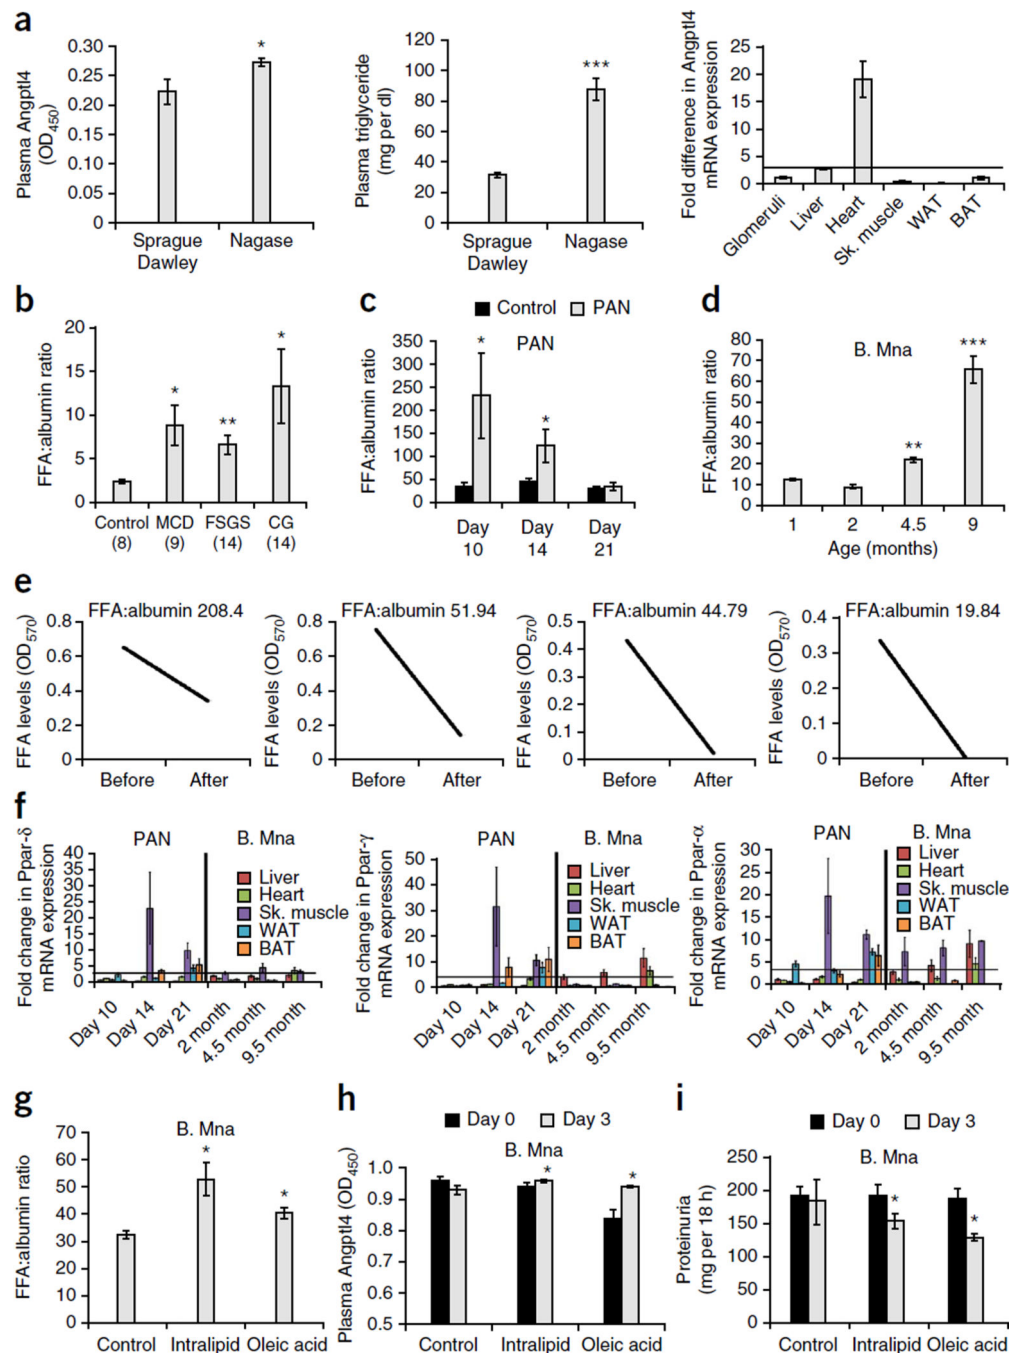 a
Plasma Angptl4
(OD450)
0.30
0.25
0.20
0.15
0.10
0.05
0
*
Sprague
Dawley
Nagase
Plasma triglyceride
(mg per dl)
120
100
80
60
40
20
0
***
Sprague
Dawley
Nagase
Fold difference in Angptl4
mRNA expression
25
20
15
10
5
0
Glomeruli
Liver
Heart
Sk. muscle
WAT
BAT
b
FFA:albumin ratio
20
15
10
5
0
*
**
*
Control MCD FSGS CG
(8) (9) (14) (14)
c
Control PAN
PAN
FFA:albumin ratio
350
300
250
200
150
100
50
0
*
*
Day Day Day
10 14 21
d
B. Mna
FFA:albumin ratio
80
70
60
50
40
30
20
10
0
**
***
1 2 4.5 9
Age (months)
e
FFA:albumin 208.4
FFA levels (OD570)
0.8
0.6
0.4
0.2
0
Before After
FFA:albumin 51.94
FFA levels (OD570)
0.8
0.6
0.4
0.2
0
Before After
FFA:albumin 44.79
FFA levels (OD570)
0.5
0.4
0.3
0.2
0.1
0
Before After
FFA:albumin 19.84
FFA levels (OD570)
0.4
0.3
0.2
0.1
0
Before After
f
PAN B. Mna
Fold change in Ppar-δ
mRNA expression
40
35
30
25
20
15
10
5
0
Liver
Heart
Sk. muscle
WAT
BAT
Day 10
Day 14
Day 21
2 month
4.5 month
9.5 month
PAN B. Mna
Fold change in Ppar-γ
mRNA expression
50
40
30
20
10
0
Liver
Heart
Sk. muscle
WAT
BAT
Day 10
Day 14
Day 21
2 month
4.5 month
9.5 month
PAN B. Mna
Fold change in Ppar-α
mRNA expression
30
25
20
15
10
5
0
Liver
Heart
Sk. muscle
WAT
BAT
Day 10
Day 14
Day 21
2 month
4.5 month
9.5 month
g
B. Mna
FFA:albumin ratio
70
60
50
40
30
20
10
0
*
*
Control Intralipid Oleic acid
h
Day 0 Day 3
B. Mna
Plasma Angptl4 (OD450)
1.0
0.9
0.8
0.7
0.6
0.5
*
*
Control Intralipid Oleic acid
i
Day 0 Day 3
B. Mna
Proteinuria
(mg per 18 h)
250
200
150
100
50
0
*
*
Control Intralipid Oleic acid